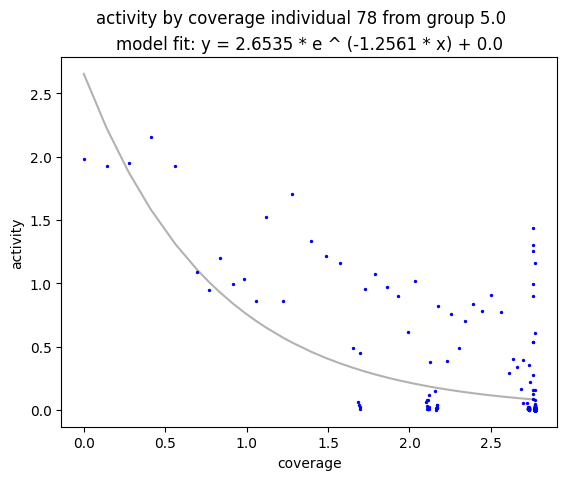 activity by coverage individual 78 from group 5.0
model fit: y = 2.6535 * e ^ (-1.2561 * x) + 0.0
2.5
2.0
1.5
1.0
0.5
0.0
activity
0.0 0.5 1.0 1.5 2.0 2.5
coverage